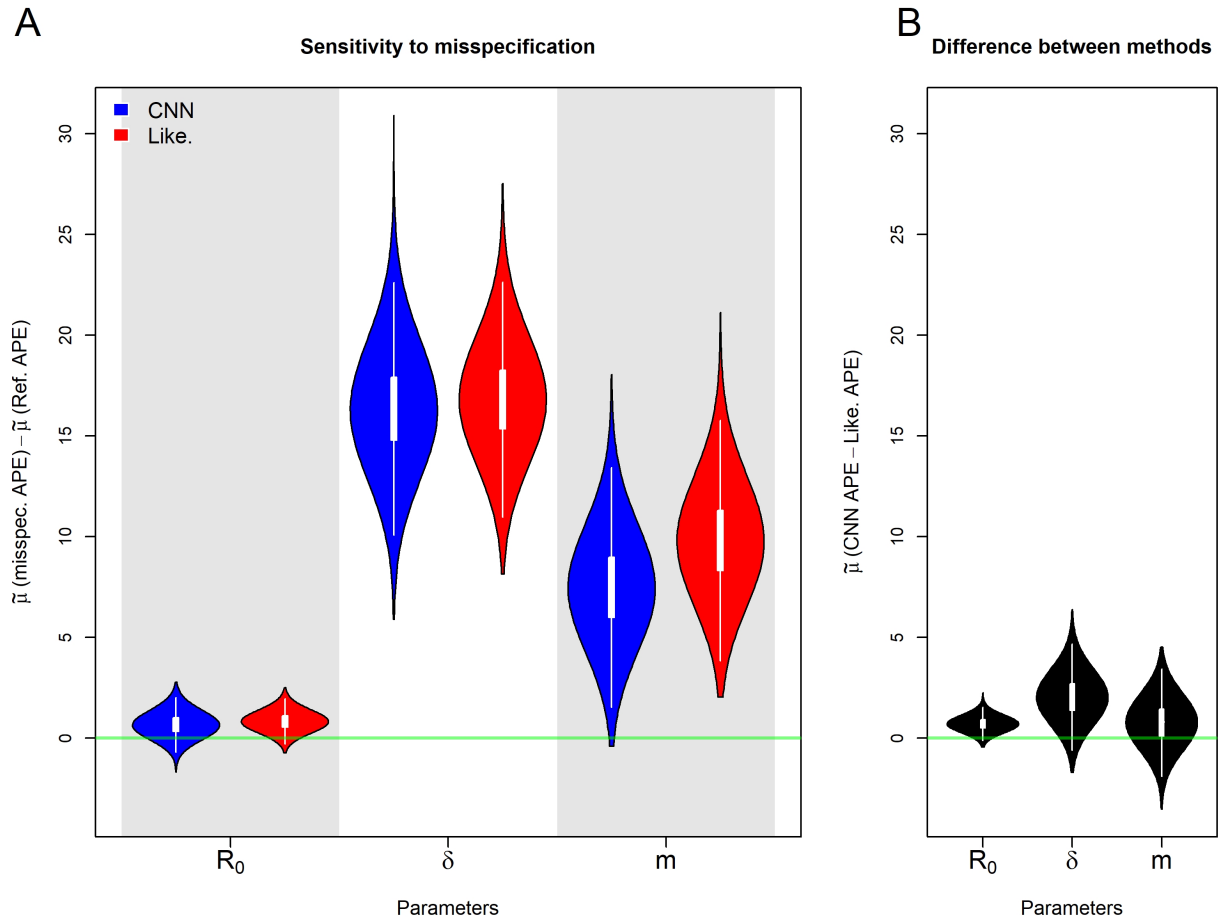 A
Sensitivity to misspecification
CNN
Like.
30
25
20
15
10
5
0
μ̃ (misspec. APE) − μ̃ (Ref. APE)
R₀ δ m
Parameters
B
Difference between methods
30
25
20
15
10
5
0
μ̃ (CNN APE − Like. APE)
R₀ δ m
Parameters